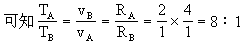 可知 T_A/T_B = v_B/v_A = R_A/R_B = 2/1 × 4/1 = 8∶1